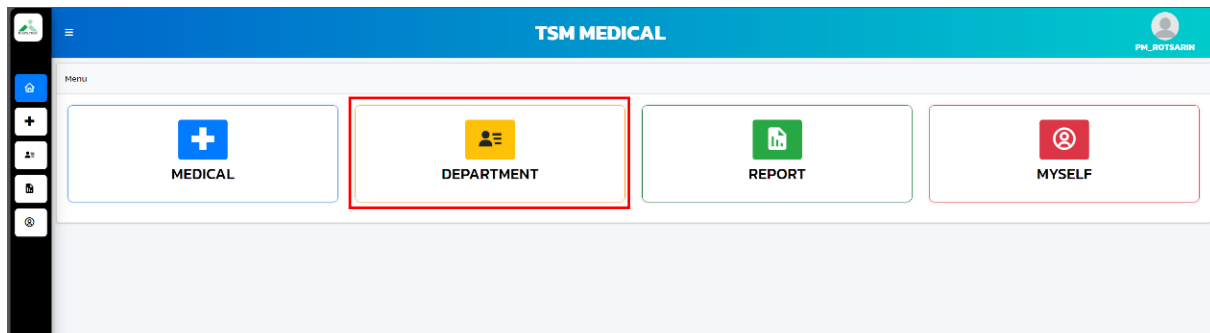 TSM MEDICAL
PM_ROTSARIN
Menu
MEDICAL
DEPARTMENT
REPORT
MYSELF